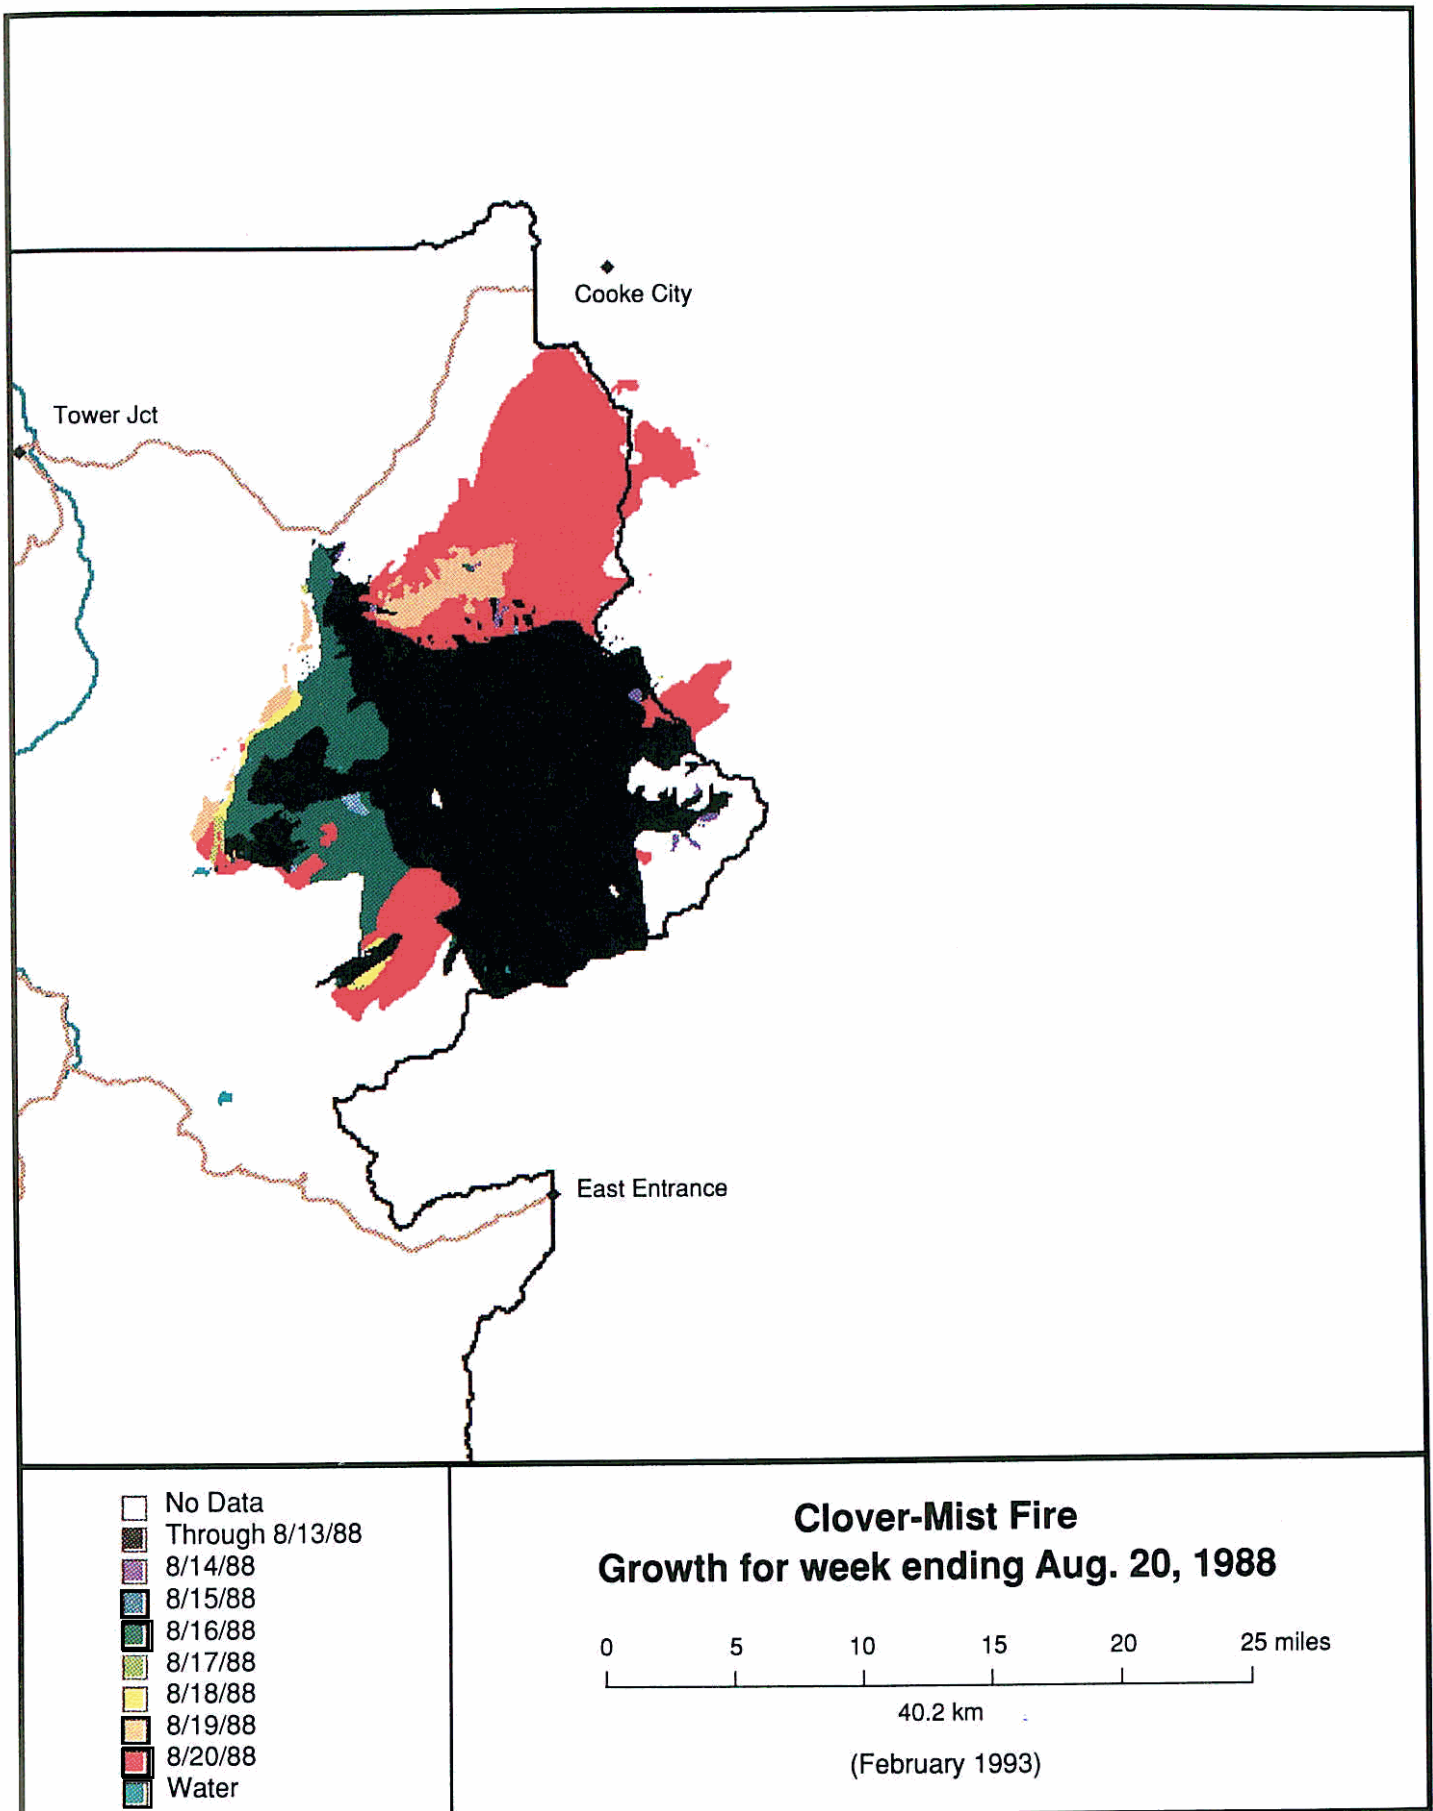 Cooke City
Tower Jct
East Entrance
No Data
Through 8/13/88
8/14/88
8/15/88
8/16/88
8/17/88
8/18/88
8/19/88
8/20/88
Water
Clover-Mist Fire
Growth for week ending Aug. 20, 1988
0 5 10 15 20 25 miles
40.2 km
(February 1993)